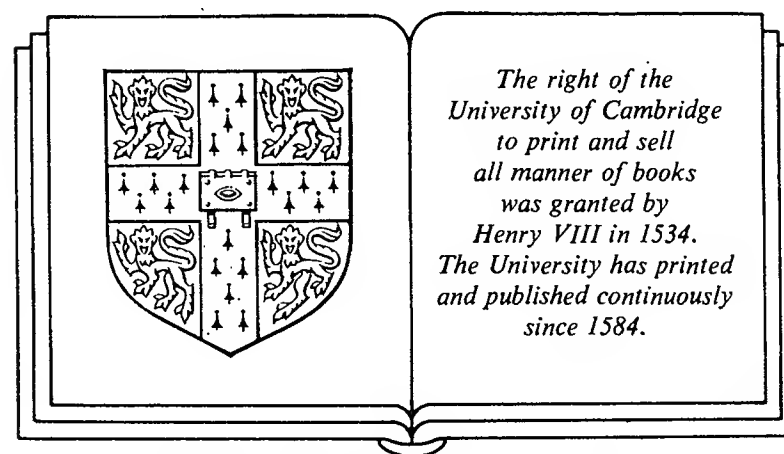 The right of the
University of Cambridge
to print and sell
all manner of books
was granted by
Henry VIII in 1534.
The University has printed
and published continuously
since 1584.